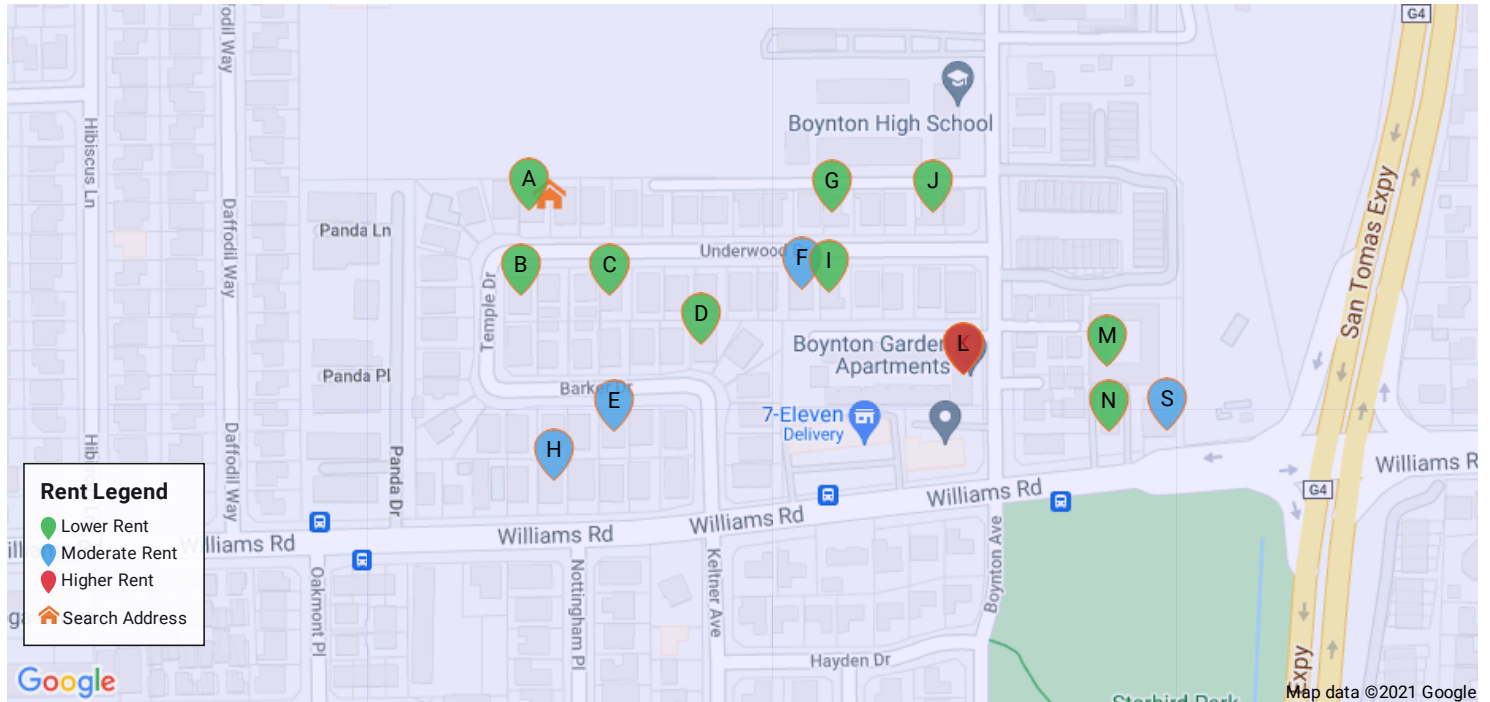 G4
Boynton High School
Hibiscus Ln
Daffodil Way
A
G
J
Panda Ln
Underwood
B
C
F
I
Temple Dr
D
San Tomas Expy
Boynton Garden
Apartments
L
M
Panda Pl
Barker Dr
E
7-Eleven
Delivery
N
S
H
Daffodil Way
Panda Dr
Williams R
G4
Williams Rd
Williams Rd
Williams Rd
Williams Rd
Rent Legend
Lower Rent
Moderate Rent
Higher Rent
Search Address
Oakmont Pl
Nottingham Pl
Keltner Ave
Boynton Ave
Hayden Dr
Expy
Google
Map data ©2021 Google